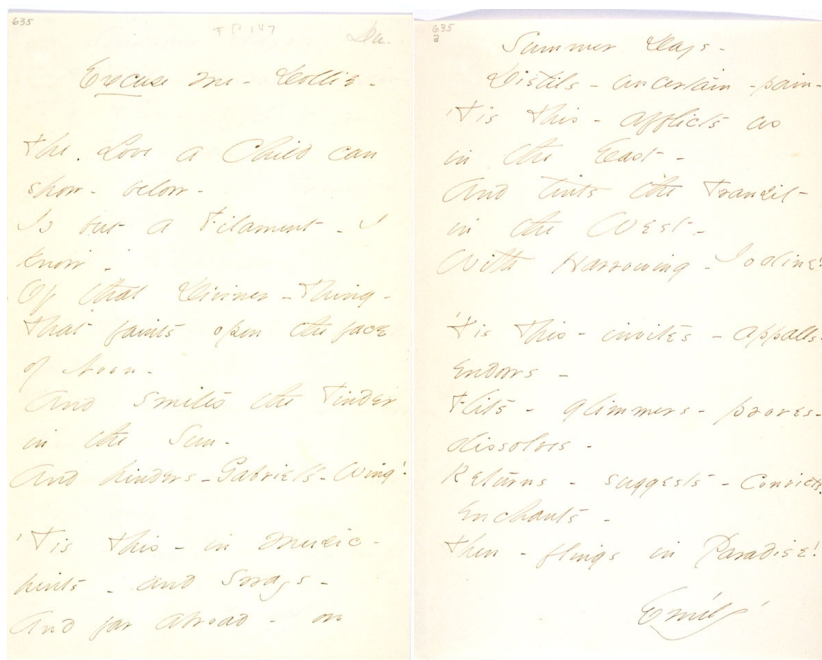 635
Excuse me - Dollie -
The Love a Child can
show - below -
Is but a Filament - I
know -
Of that Diviner - Thing -
That faints upon the face
of Noon -
And smites the Tinder
in the Sun -
And hinders - Gabriel's - Wing!
'Tis this - in Music -
hints - and sways -
And far abroad - on
635
2
Summer days -
Distils - uncertain - pain -
'Tis this - afflicts us
in the East -
And tints the Transit -
in the West -
With Harrowing - Iodine!
'Tis this - invites - appalls -
Endows -
Flits - glimmers - proves -
dissolves -
Returns - suggests - convicts
Enchants -
Then - flings in Paradise!
Emily